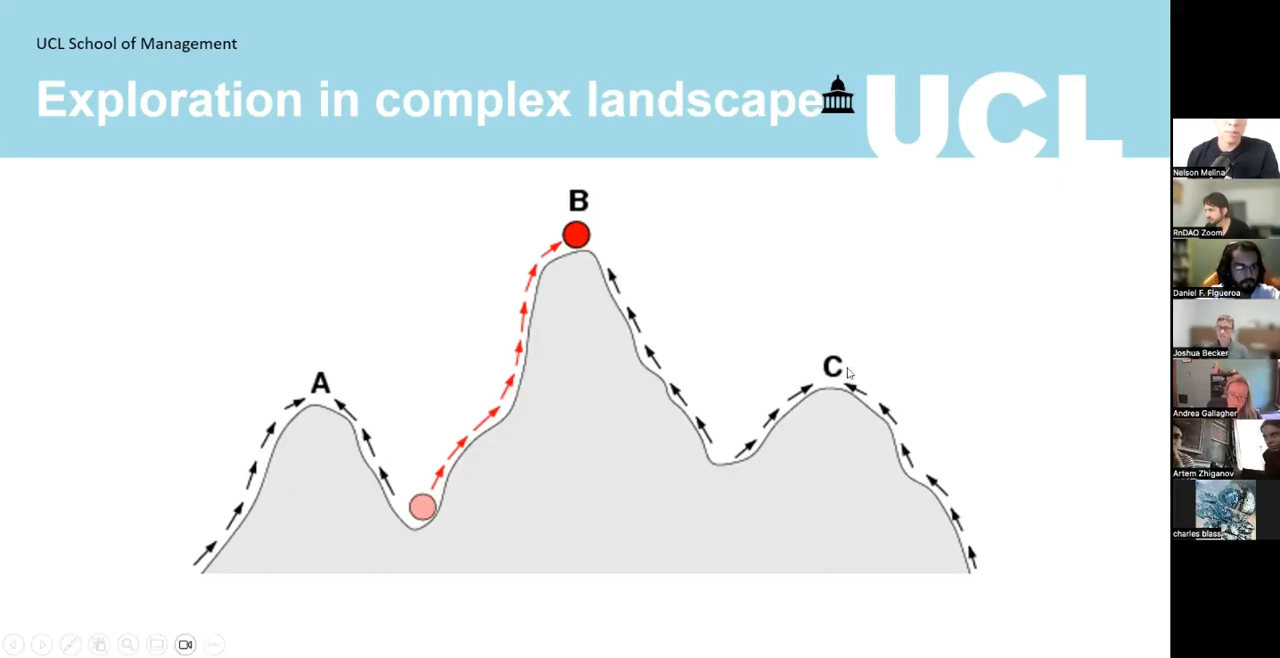 UCL School of Management
Exploration in complex landscape
UCL
B
A
C
Nelson Melina
RnDAO Zoom
Daniel F. Figueroa
Joshua Becker
Andrea Gallagher
Artem Zhiganov
charles blass